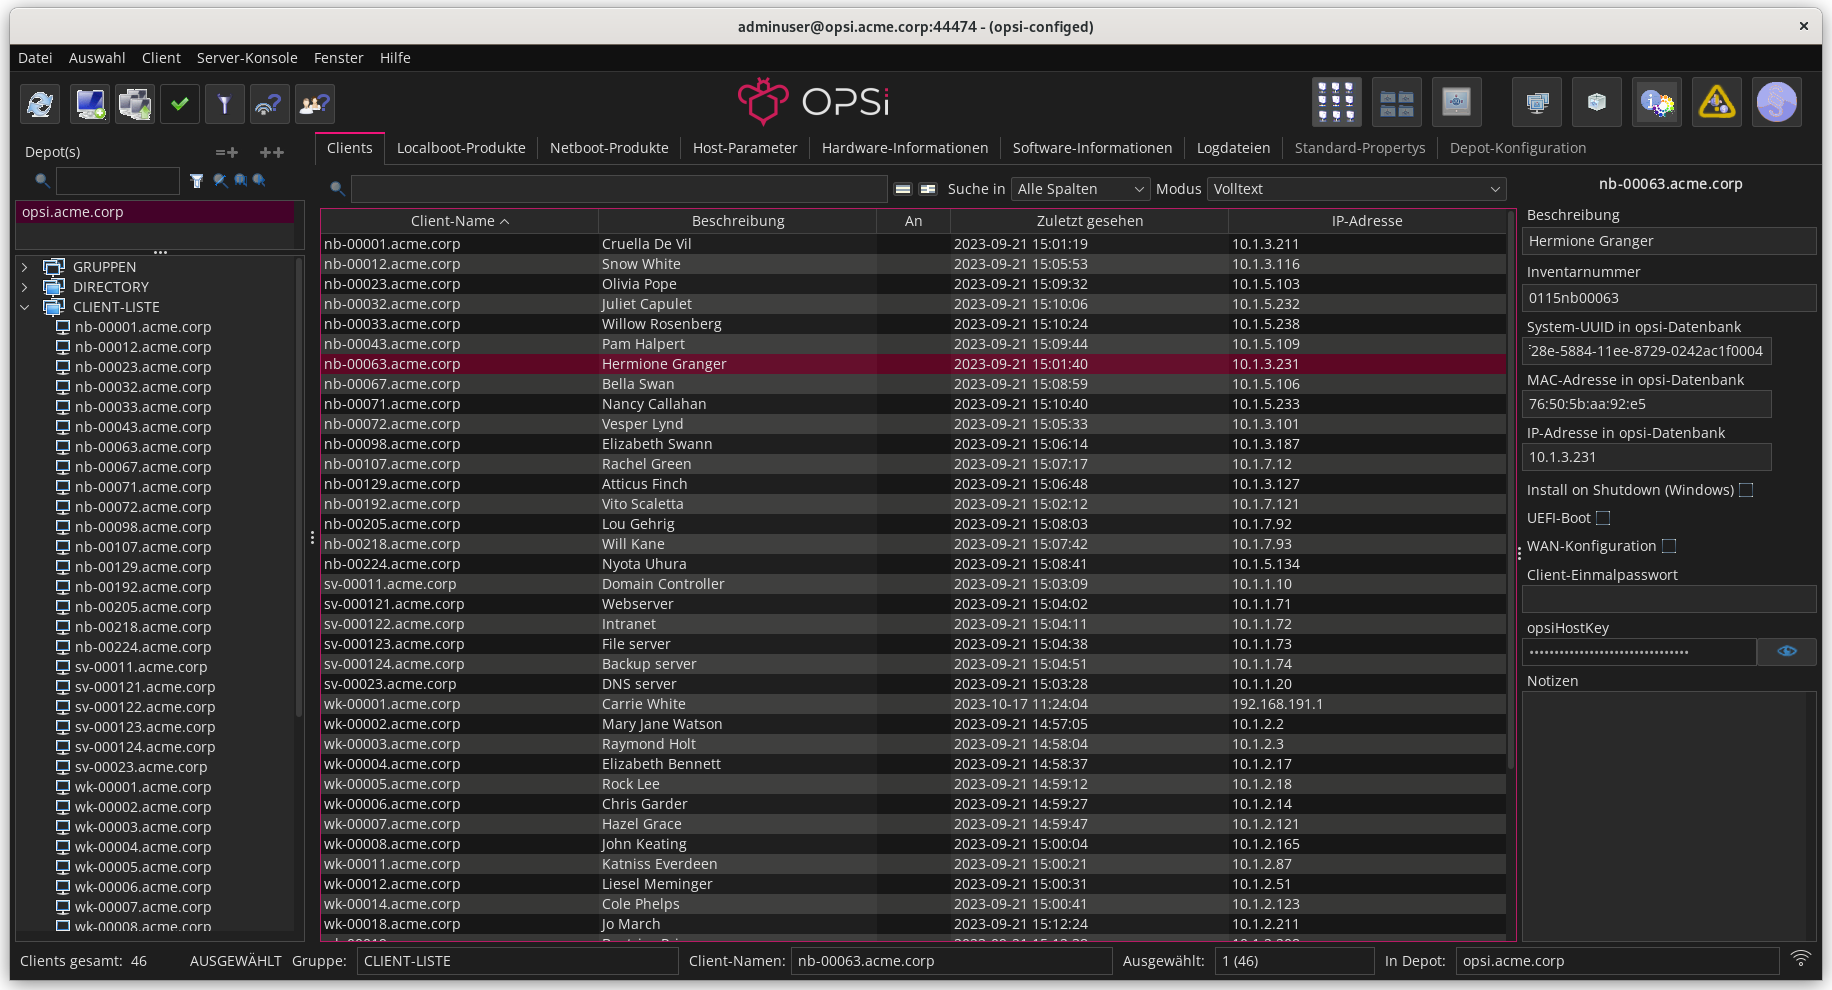 adminuser@opsi.acme.corp:44474 - (opsi-configed)
Datei Auswahl Client Server-Konsole Fenster Hilfe
OPSi
Depot(s)
Clients Localboot-Produkte Netboot-Produkte Host-Parameter Hardware-Informationen Software-Informationen Logdateien Standard-Propertys Depot-Konfiguration
opsi.acme.corp
GRUPPEN
DIRECTORY
CLIENT-LISTE
nb-00001.acme.corp
nb-00012.acme.corp
nb-00023.acme.corp
nb-00032.acme.corp
nb-00033.acme.corp
nb-00043.acme.corp
nb-00063.acme.corp
nb-00067.acme.corp
nb-00071.acme.corp
nb-00072.acme.corp
nb-00098.acme.corp
nb-00107.acme.corp
nb-00129.acme.corp
nb-00192.acme.corp
nb-00205.acme.corp
nb-00218.acme.corp
nb-00224.acme.corp
sv-00011.acme.corp
sv-000121.acme.corp
sv-000122.acme.corp
sv-000123.acme.corp
sv-000124.acme.corp
sv-00023.acme.corp
wk-00001.acme.corp
wk-00002.acme.corp
wk-00003.acme.corp
wk-00004.acme.corp
wk-00005.acme.corp
wk-00006.acme.corp
wk-00007.acme.corp
wk-00008.acme.corp
Suche in Alle Spalten Modus Volltext
Client-Name Beschreibung An Zuletzt gesehen IP-Adresse
nb-00001.acme.corp Cruella De Vil 2023-09-21 15:01:19 10.1.3.211
nb-00012.acme.corp Snow White 2023-09-21 15:05:53 10.1.3.116
nb-00023.acme.corp Olivia Pope 2023-09-21 15:09:32 10.1.5.103
nb-00032.acme.corp Juliet Capulet 2023-09-21 15:10:06 10.1.5.232
nb-00033.acme.corp Willow Rosenberg 2023-09-21 15:10:24 10.1.5.238
nb-00043.acme.corp Pam Halpert 2023-09-21 15:09:44 10.1.5.109
nb-00063.acme.corp Hermione Granger 2023-09-21 15:01:40 10.1.3.231
nb-00067.acme.corp Bella Swan 2023-09-21 15:08:59 10.1.5.106
nb-00071.acme.corp Nancy Callahan 2023-09-21 15:10:40 10.1.5.233
nb-00072.acme.corp Vesper Lynd 2023-09-21 15:05:33 10.1.3.101
nb-00098.acme.corp Elizabeth Swann 2023-09-21 15:06:14 10.1.3.187
nb-00107.acme.corp Rachel Green 2023-09-21 15:07:17 10.1.7.12
nb-00129.acme.corp Atticus Finch 2023-09-21 15:06:48 10.1.3.127
nb-00192.acme.corp Vito Scaletta 2023-09-21 15:02:12 10.1.7.121
nb-00205.acme.corp Lou Gehrig 2023-09-21 15:08:03 10.1.7.92
nb-00218.acme.corp Will Kane 2023-09-21 15:07:42 10.1.7.93
nb-00224.acme.corp Nyota Uhura 2023-09-21 15:08:41 10.1.5.134
sv-00011.acme.corp Domain Controller 2023-09-21 15:03:09 10.1.1.10
sv-000121.acme.corp Webserver 2023-09-21 15:04:02 10.1.1.71
sv-000122.acme.corp Intranet 2023-09-21 15:04:11 10.1.1.72
sv-000123.acme.corp File server 2023-09-21 15:04:38 10.1.1.73
sv-000124.acme.corp Backup server 2023-09-21 15:04:51 10.1.1.74
sv-00023.acme.corp DNS server 2023-09-21 15:03:28 10.1.1.20
wk-00001.acme.corp Carrie White 2023-10-17 11:24:04 192.168.191.1
wk-00002.acme.corp Mary Jane Watson 2023-09-21 14:57:05 10.1.2.2
wk-00003.acme.corp Raymond Holt 2023-09-21 14:58:04 10.1.2.3
wk-00004.acme.corp Elizabeth Bennett 2023-09-21 14:58:37 10.1.2.17
wk-00005.acme.corp Rock Lee 2023-09-21 14:59:12 10.1.2.18
wk-00006.acme.corp Chris Garder 2023-09-21 14:59:27 10.1.2.14
wk-00007.acme.corp Hazel Grace 2023-09-21 14:59:47 10.1.2.121
wk-00008.acme.corp John Keating 2023-09-21 15:00:04 10.1.2.165
wk-00011.acme.corp Katniss Everdeen 2023-09-21 15:00:21 10.1.2.87
wk-00012.acme.corp Liesel Meminger 2023-09-21 15:00:31 10.1.2.51
wk-00014.acme.corp Cole Phelps 2023-09-21 15:00:41 10.1.2.123
wk-00018.acme.corp Jo March 2023-09-21 15:12:24 10.1.2.211
nb-00063.acme.corp
Beschreibung
Hermione Granger
Inventarnummer
0115nb00063
System-UUID in opsi-Datenbank
28e-5884-11ee-8729-0242ac1f0004
MAC-Adresse in opsi-Datenbank
76:50:5b:aa:92:e5
IP-Adresse in opsi-Datenbank
10.1.3.231
Install on Shutdown (Windows)
UEFI-Boot
WAN-Konfiguration
Client-Einmalpasswort
opsiHostKey
Notizen
Clients gesamt: 46 AUSGEWÄHLT Gruppe: CLIENT-LISTE Client-Namen: nb-00063.acme.corp Ausgewählt: 1 (46) In Depot: opsi.acme.corp